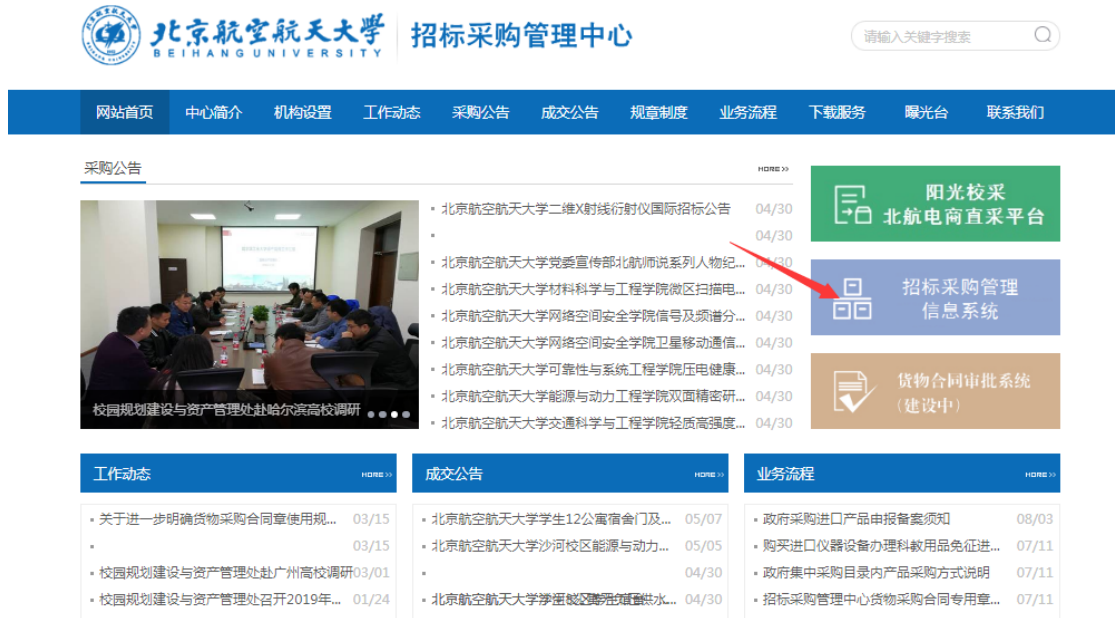 北京航空航天大学
BEIHANG UNIVERSITY
招标采购管理中心
请输入关键字搜索
网站首页 中心简介 机构设置 工作动态 采购公告 成交公告 规章制度 业务流程 下载服务 曝光台 联系我们
采购公告 MORE >>
北京航空航天大学二维X射线衍射仪国际招标公告 04/30
04/30
北京航空航天大学党委宣传部北航师说系列人物纪... 04/30
北京航空航天大学材料科学与工程学院微区扫描电... 04/30
北京航空航天大学网络空间安全学院信号及频谱分... 04/30
北京航空航天大学网络空间安全学院卫星移动通信... 04/30
北京航空航天大学可靠性与系统工程学院压电健康... 04/30
北京航空航天大学能源与动力工程学院双面精密研... 04/30
北京航空航天大学交通科学与工程学院轻质高强度... 04/30
校园规划建设与资产管理处赴哈尔滨高校调研
阳光校采
北航电商直采平台
招标采购管理
信息系统
货物合同审批系统
(建设中)
工作动态 MORE >>
关于进一步明确货物采购合同章使用规... 03/15
03/15
校园规划建设与资产管理处赴广州高校调研03/01
校园规划建设与资产管理处召开2019年... 01/24
成交公告 MORE >>
北京航空航天大学学生12公寓宿舍门及... 05/07
北京航空航天大学沙河校区能源与动力... 05/05
04/30
北京航空航天大学 供水... 04/30
业务流程 MORE >>
政府采购进口产品申报备案须知 08/03
购买进口仪器设备办理科教用品免征进... 07/11
政府集中采购目录内产品采购方式说明 07/11
招标采购管理中心货物采购合同专用章... 07/11